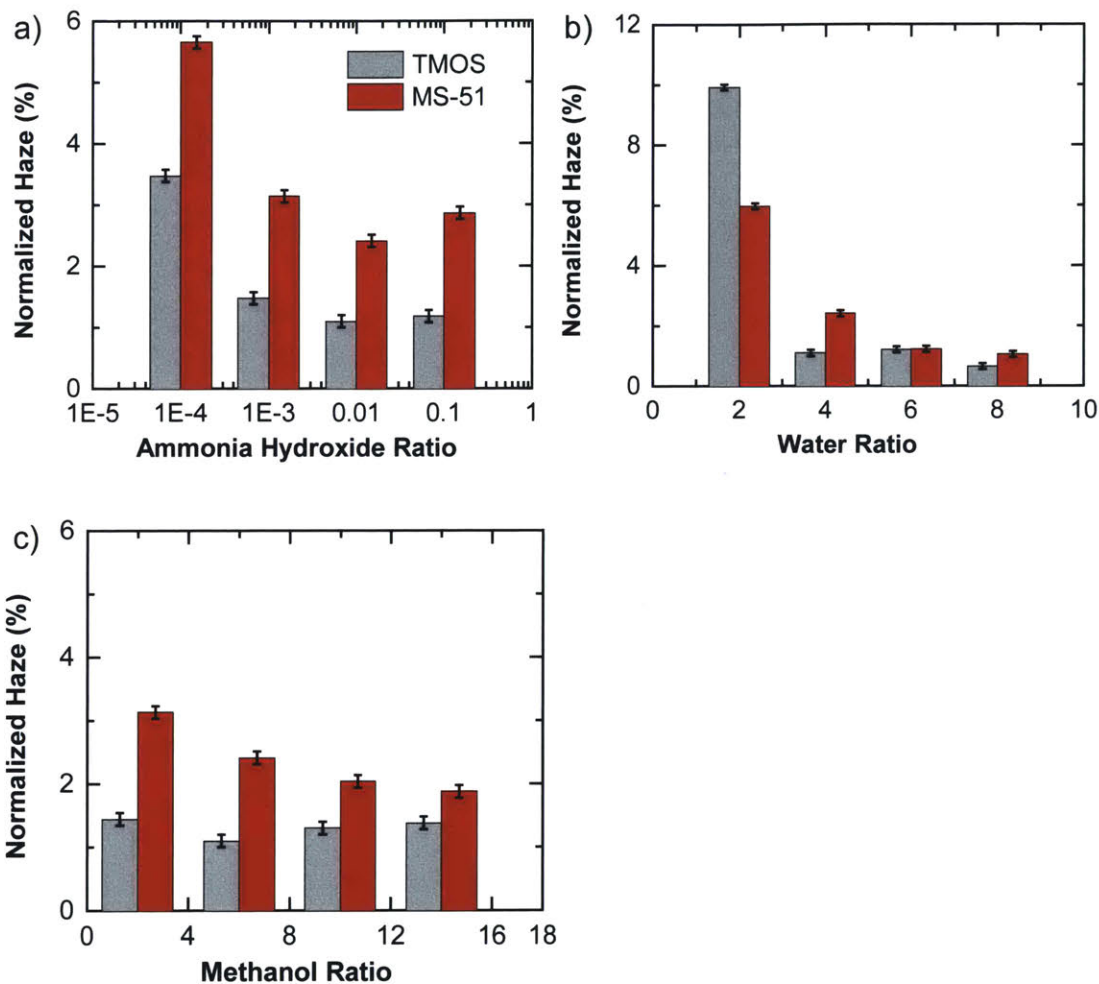 a)
Normalized Haze (%)
6
4
2
0
TMOS
MS-51
1E-5 1E-4 1E-3 0.01 0.1 1
Ammonia Hydroxide Ratio
b)
Normalized Haze (%)
12
8
4
0
0 2 4 6 8 10
Water Ratio
c)
Normalized Haze (%)
6
4
2
0
0 4 8 12 16 18
Methanol Ratio